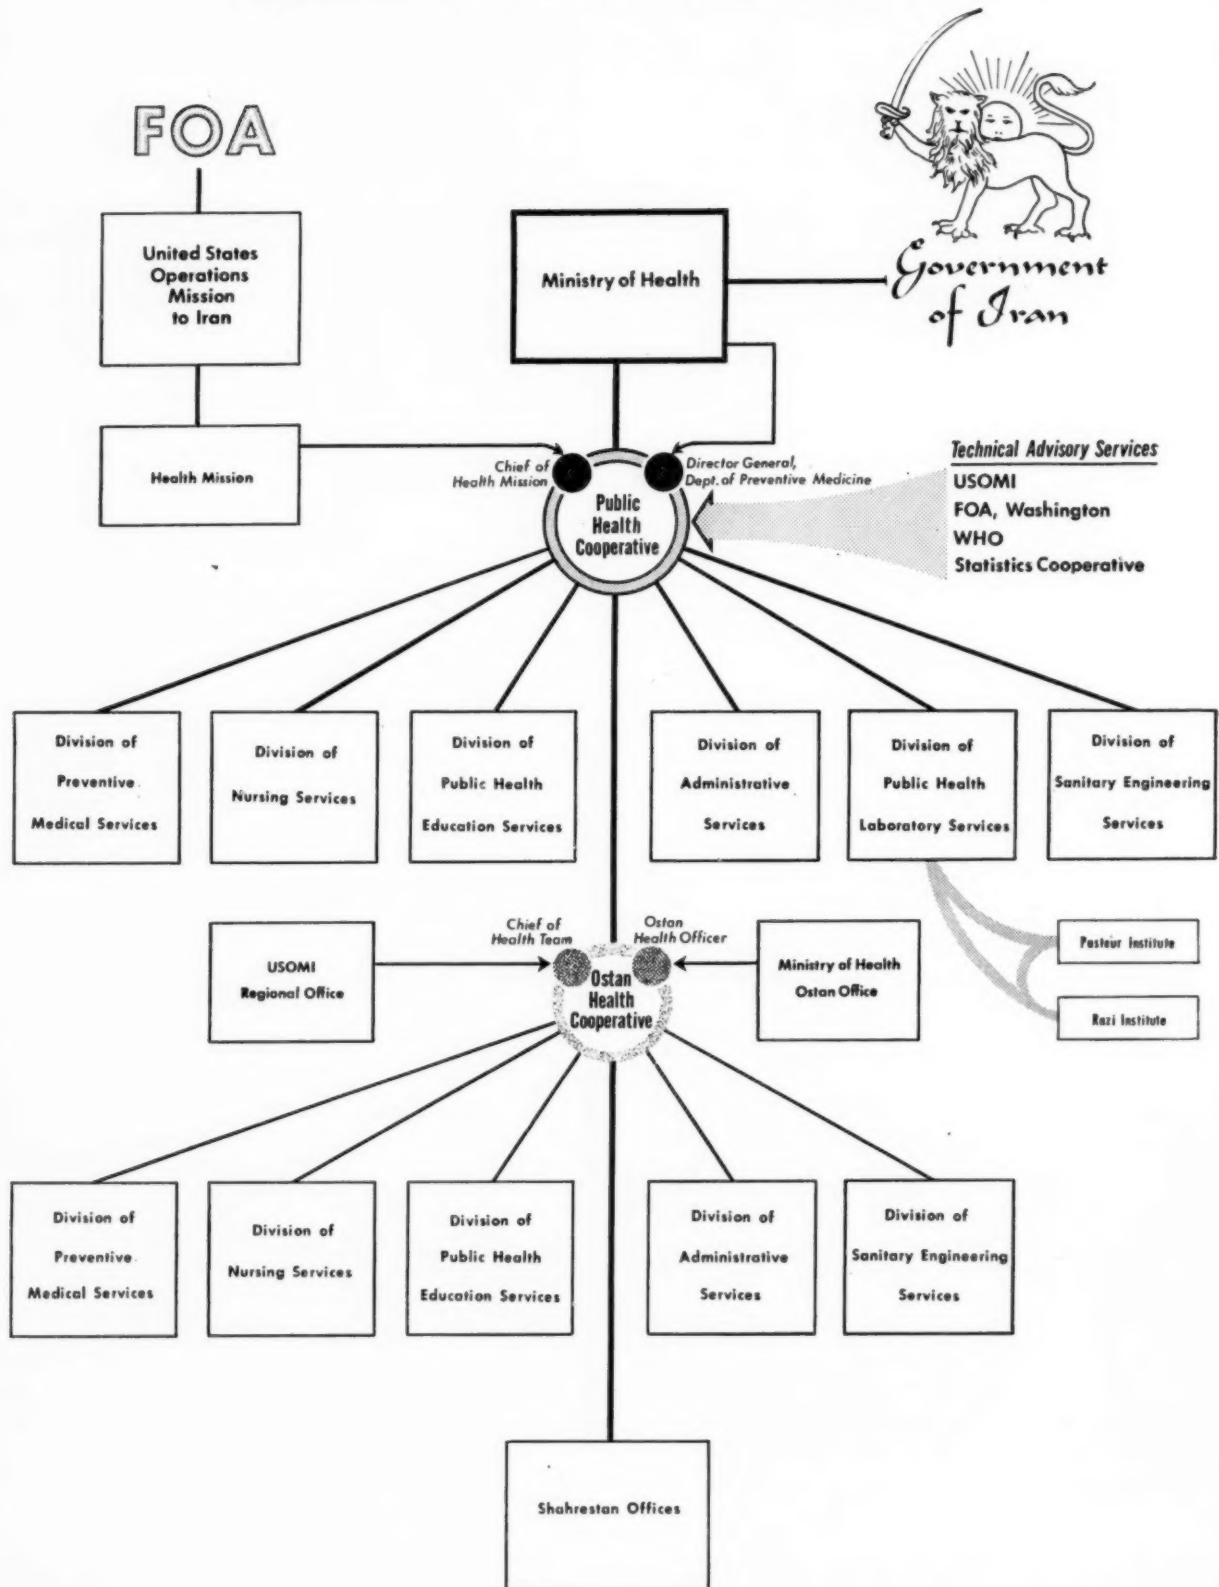 FOA
United States
Operations
Mission
to Iran
Health Mission
Ministry of Health
Government
of Iran
Chief of
Health Mission
Director General,
Dept. of Preventive Medicine
Public
Health
Cooperative
Technical Advisory Services
USOMI
FOA, Washington
WHO
Statistics Cooperative
Division of
Preventive
Medical Services
Division of
Nursing Services
Division of
Public Health
Education Services
Division of
Administrative
Services
Division of
Public Health
Laboratory Services
Division of
Sanitary Engineering
Services
Pasteur Institute
Razi Institute
USOMI
Regional Office
Chief of
Health Team
Ostan
Health Officer
Ostan
Health
Cooperative
Ministry of Health
Ostan Office
Division of
Preventive
Medical Services
Division of
Nursing Services
Division of
Public Health
Education Services
Division of
Administrative
Services
Division of
Sanitary Engineering
Services
Shahrestan Offices